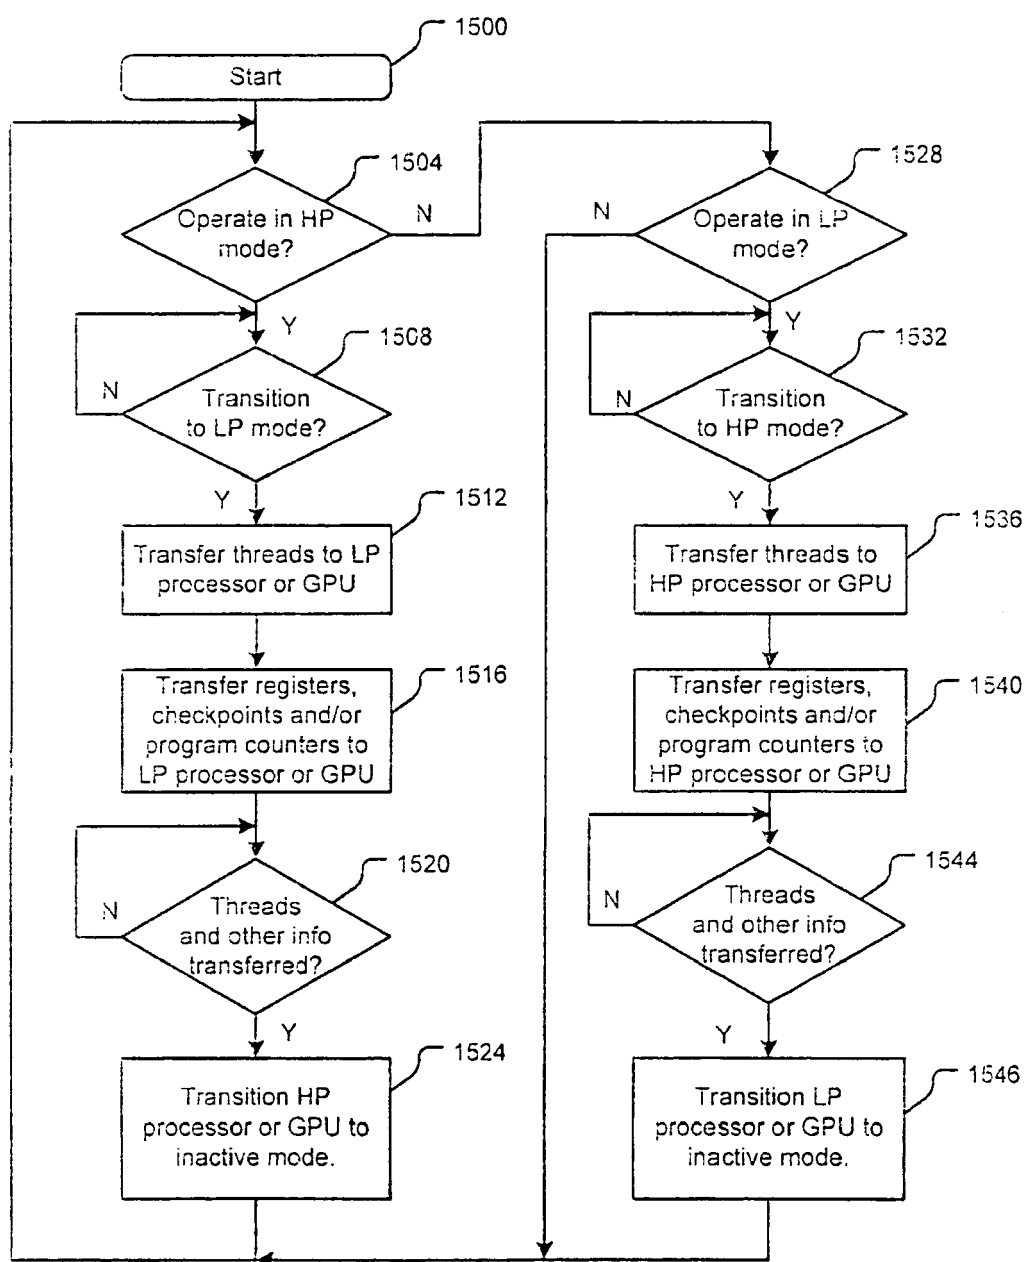 1500
Start
1504
Operate in HP
mode?
N
Y
1508
Transition
to LP mode?
N
Y
1512
Transfer threads to LP
processor or GPU
1516
Transfer registers,
checkpoints and/or
program counters to
LP processor or GPU
1520
Threads
and other info
transferred?
N
Y
1524
Transition HP
processor or GPU to
inactive mode.
1528
Operate in LP
mode?
N
Y
1532
Transition
to HP mode?
N
Y
1536
Transfer threads to
HP processor or GPU
1540
Transfer registers,
checkpoints and/or
program counters to
HP processor or GPU
1544
Threads
and other info
transferred?
N
Y
1546
Transition LP
processor or GPU to
inactive mode.